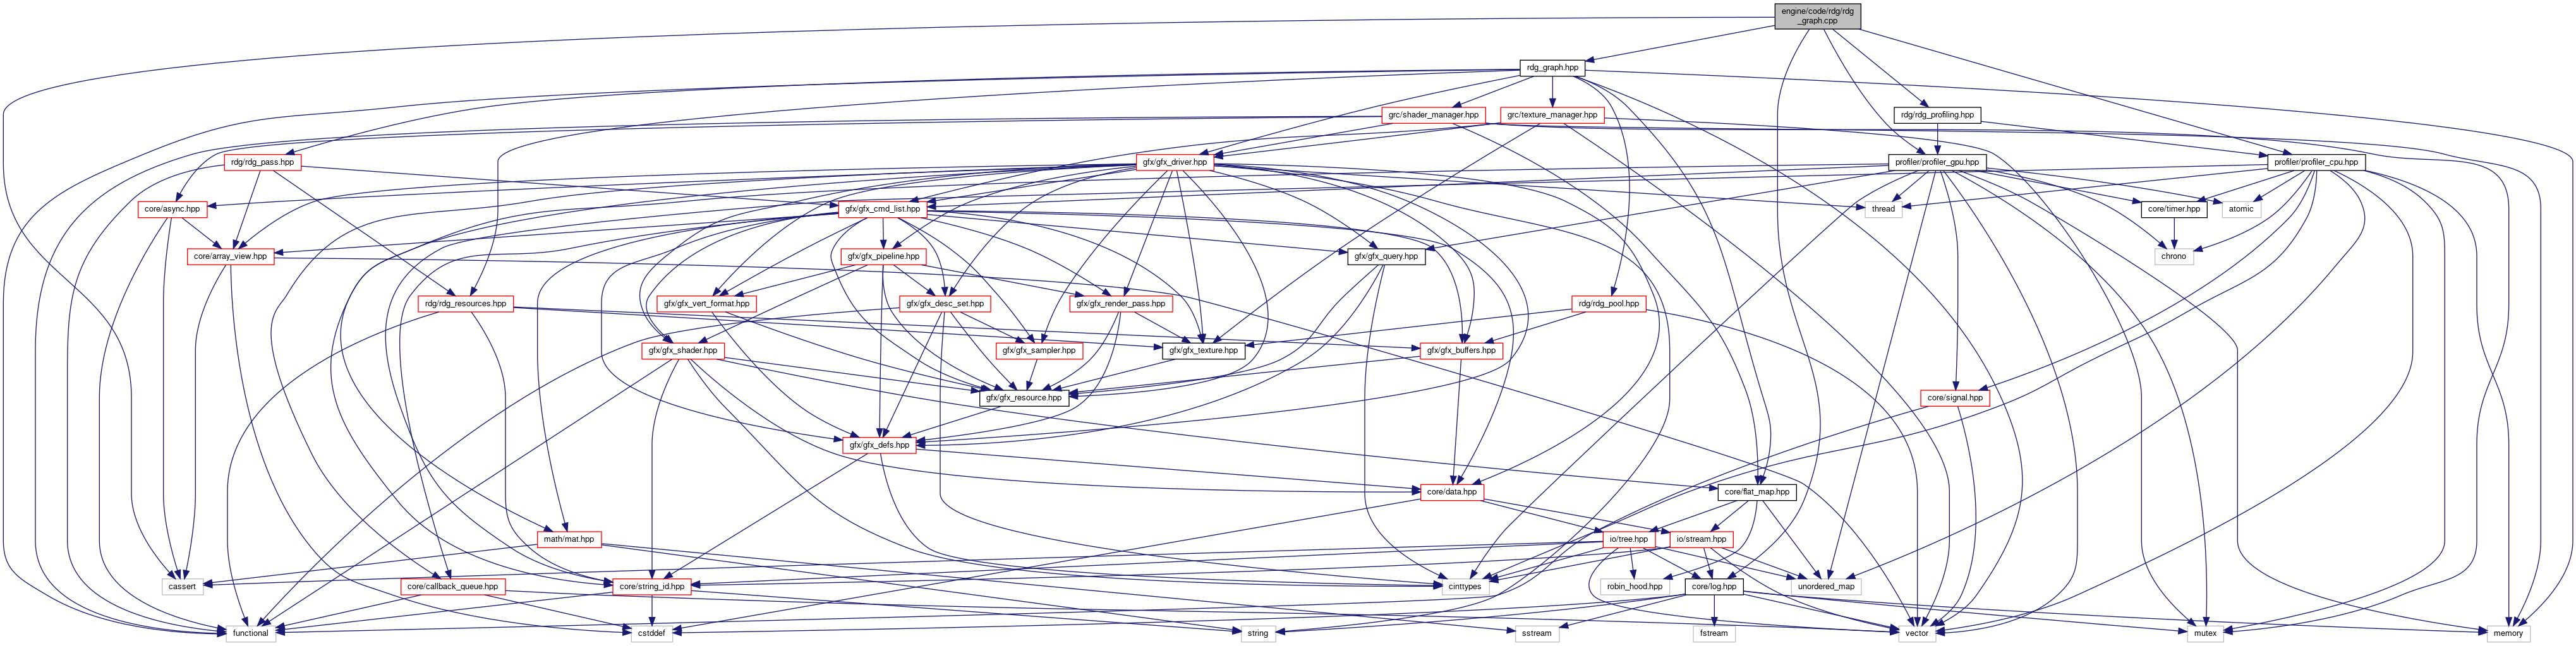 engine/code/rdg/rdg
_graph.cpp
rdg_graph.hpp
grc/shader_manager.hpp
grc/texture_manager.hpp
rdg/rdg_profiling.hpp
rdg/rdg_pass.hpp
gfx/gfx_driver.hpp
profiler/profiler_gpu.hpp
profiler/profiler_cpu.hpp
core/async.hpp
gfx/gfx_cmd_list.hpp
thread
core/timer.hpp
atomic
core/array_view.hpp
gfx/gfx_pipeline.hpp
gfx/gfx_query.hpp
chrono
rdg/rdg_resources.hpp
gfx/gfx_vert_format.hpp
gfx/gfx_desc_set.hpp
gfx/gfx_render_pass.hpp
rdg/rdg_pool.hpp
gfx/gfx_shader.hpp
gfx/gfx_sampler.hpp
gfx/gfx_texture.hpp
gfx/gfx_buffers.hpp
gfx/gfx_resource.hpp
core/signal.hpp
gfx/gfx_defs.hpp
core/data.hpp
core/flat_map.hpp
math/mat.hpp
io/tree.hpp
io/stream.hpp
cassert
core/callback_queue.hpp
core/string_id.hpp
cinttypes
robin_hood.hpp
core/log.hpp
unordered_map
functional
cstddef
string
sstream
fstream
vector
mutex
memory